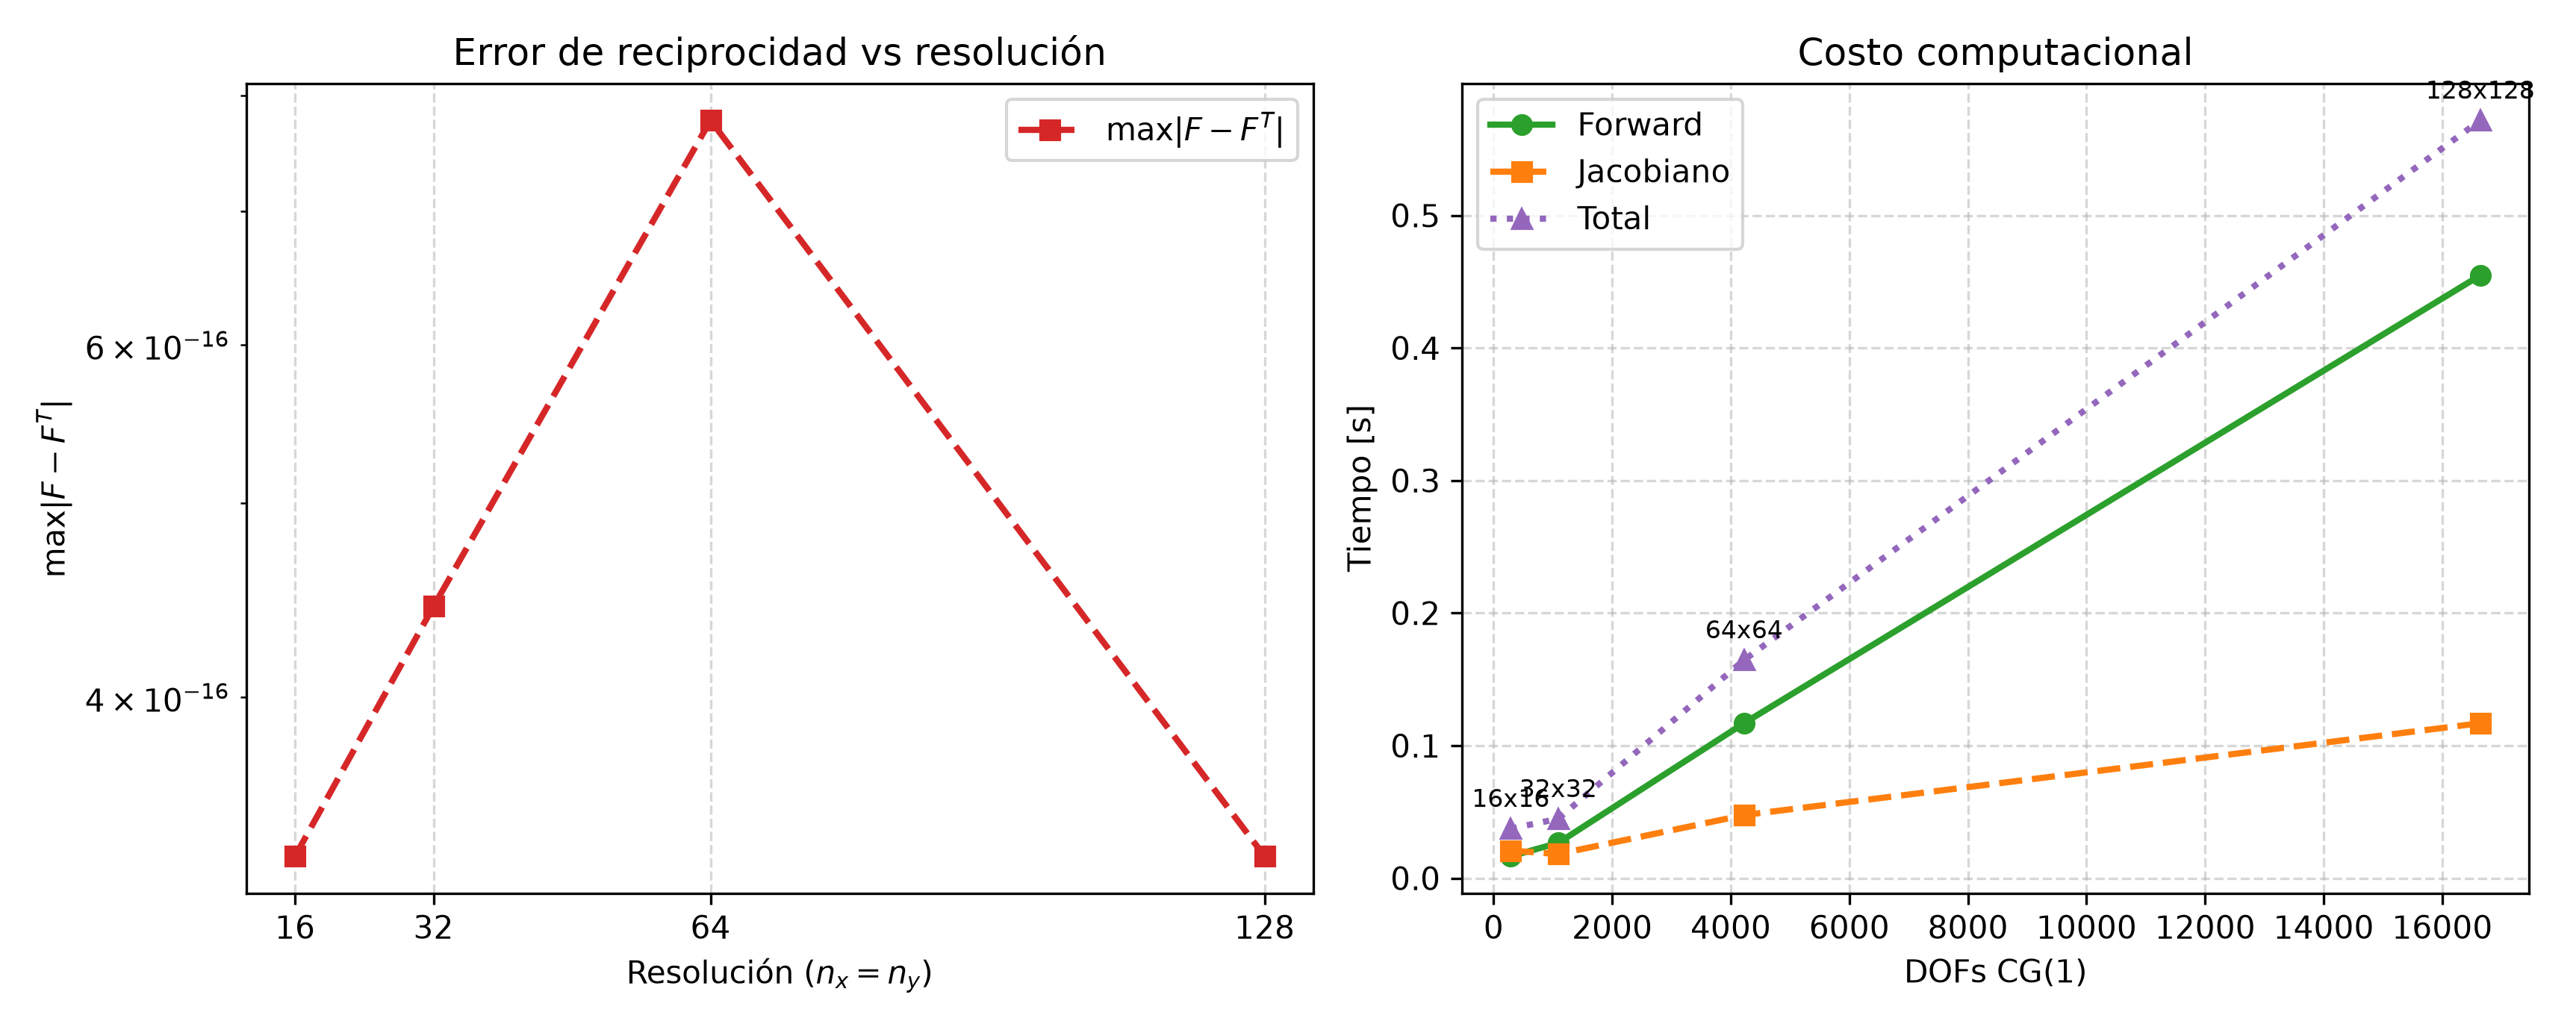 Error de reciprocidad vs resolución
max|F − F^T|
max|F − F^T|
6 × 10^−16
4 × 10^−16
16 32 64 128
Resolución (n_x = n_y)
Costo computacional
Forward
Jacobiano
Total
128x128
64x64
32x32
16x16
Tiempo [s]
0.5
0.4
0.3
0.2
0.1
0.0
0 2000 4000 6000 8000 10000 12000 14000 16000
DOFs CG(1)